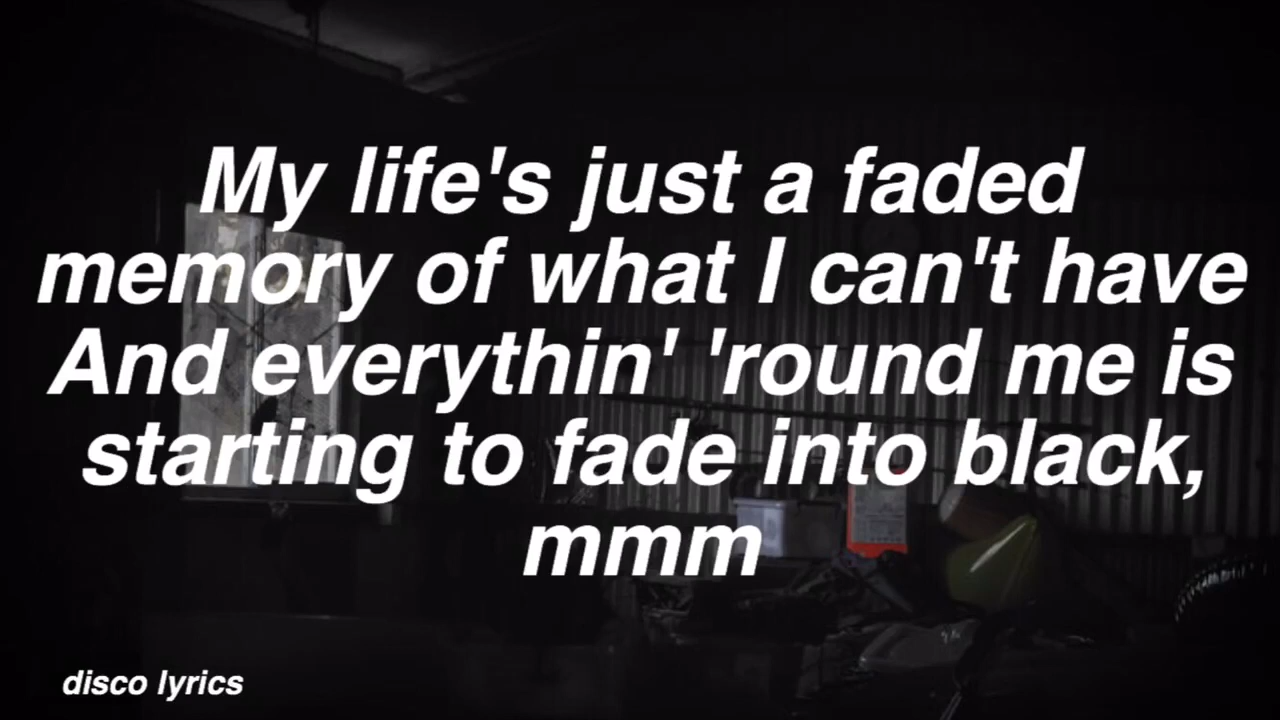 My life's just a faded
memory of what I can't have
And everythin' 'round me is
starting to fade into black,
mmm
disco lyrics